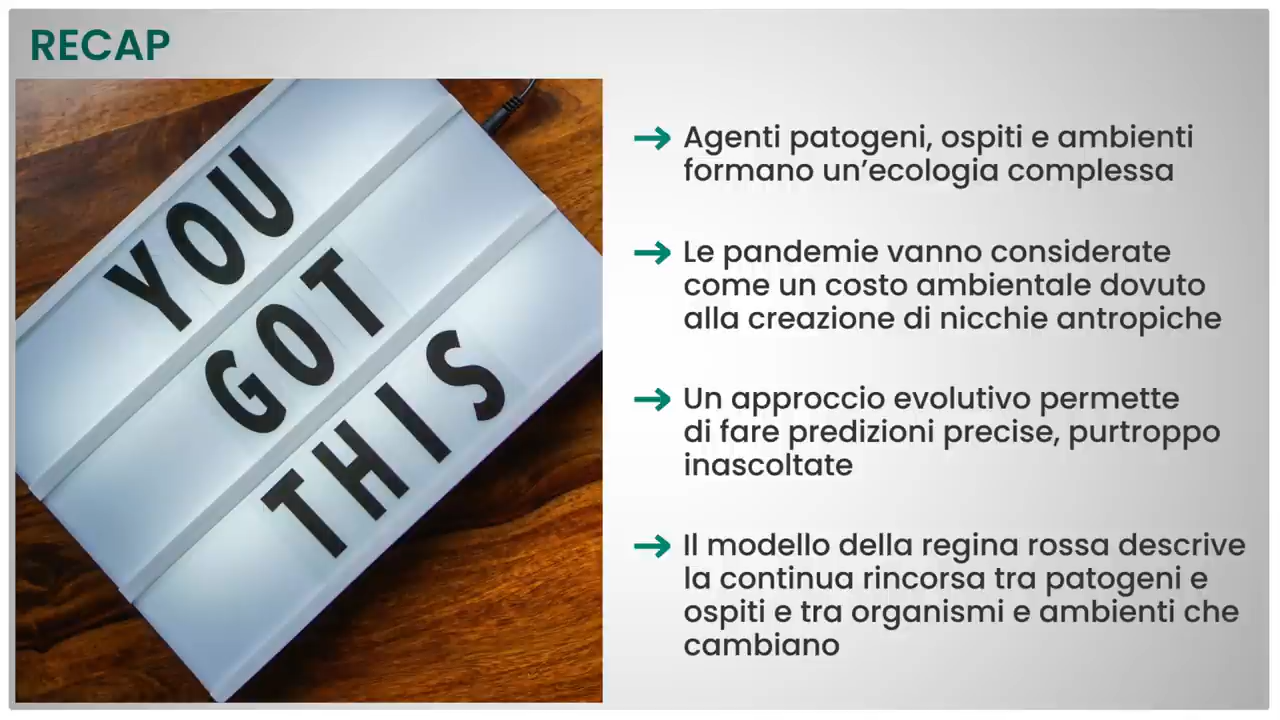 RECAP
YOU
GOT
THIS
Agenti patogeni, ospiti e ambienti
formano un’ecologia complessa
Le pandemie vanno considerate
come un costo ambientale dovuto
alla creazione di nicchie antropiche
Un approccio evolutivo permette
di fare predizioni precise, purtroppo
inascoltate
Il modello della regina rossa descrive
la continua rincorsa tra patogeni e
ospiti e tra organismi e ambienti che
cambiano